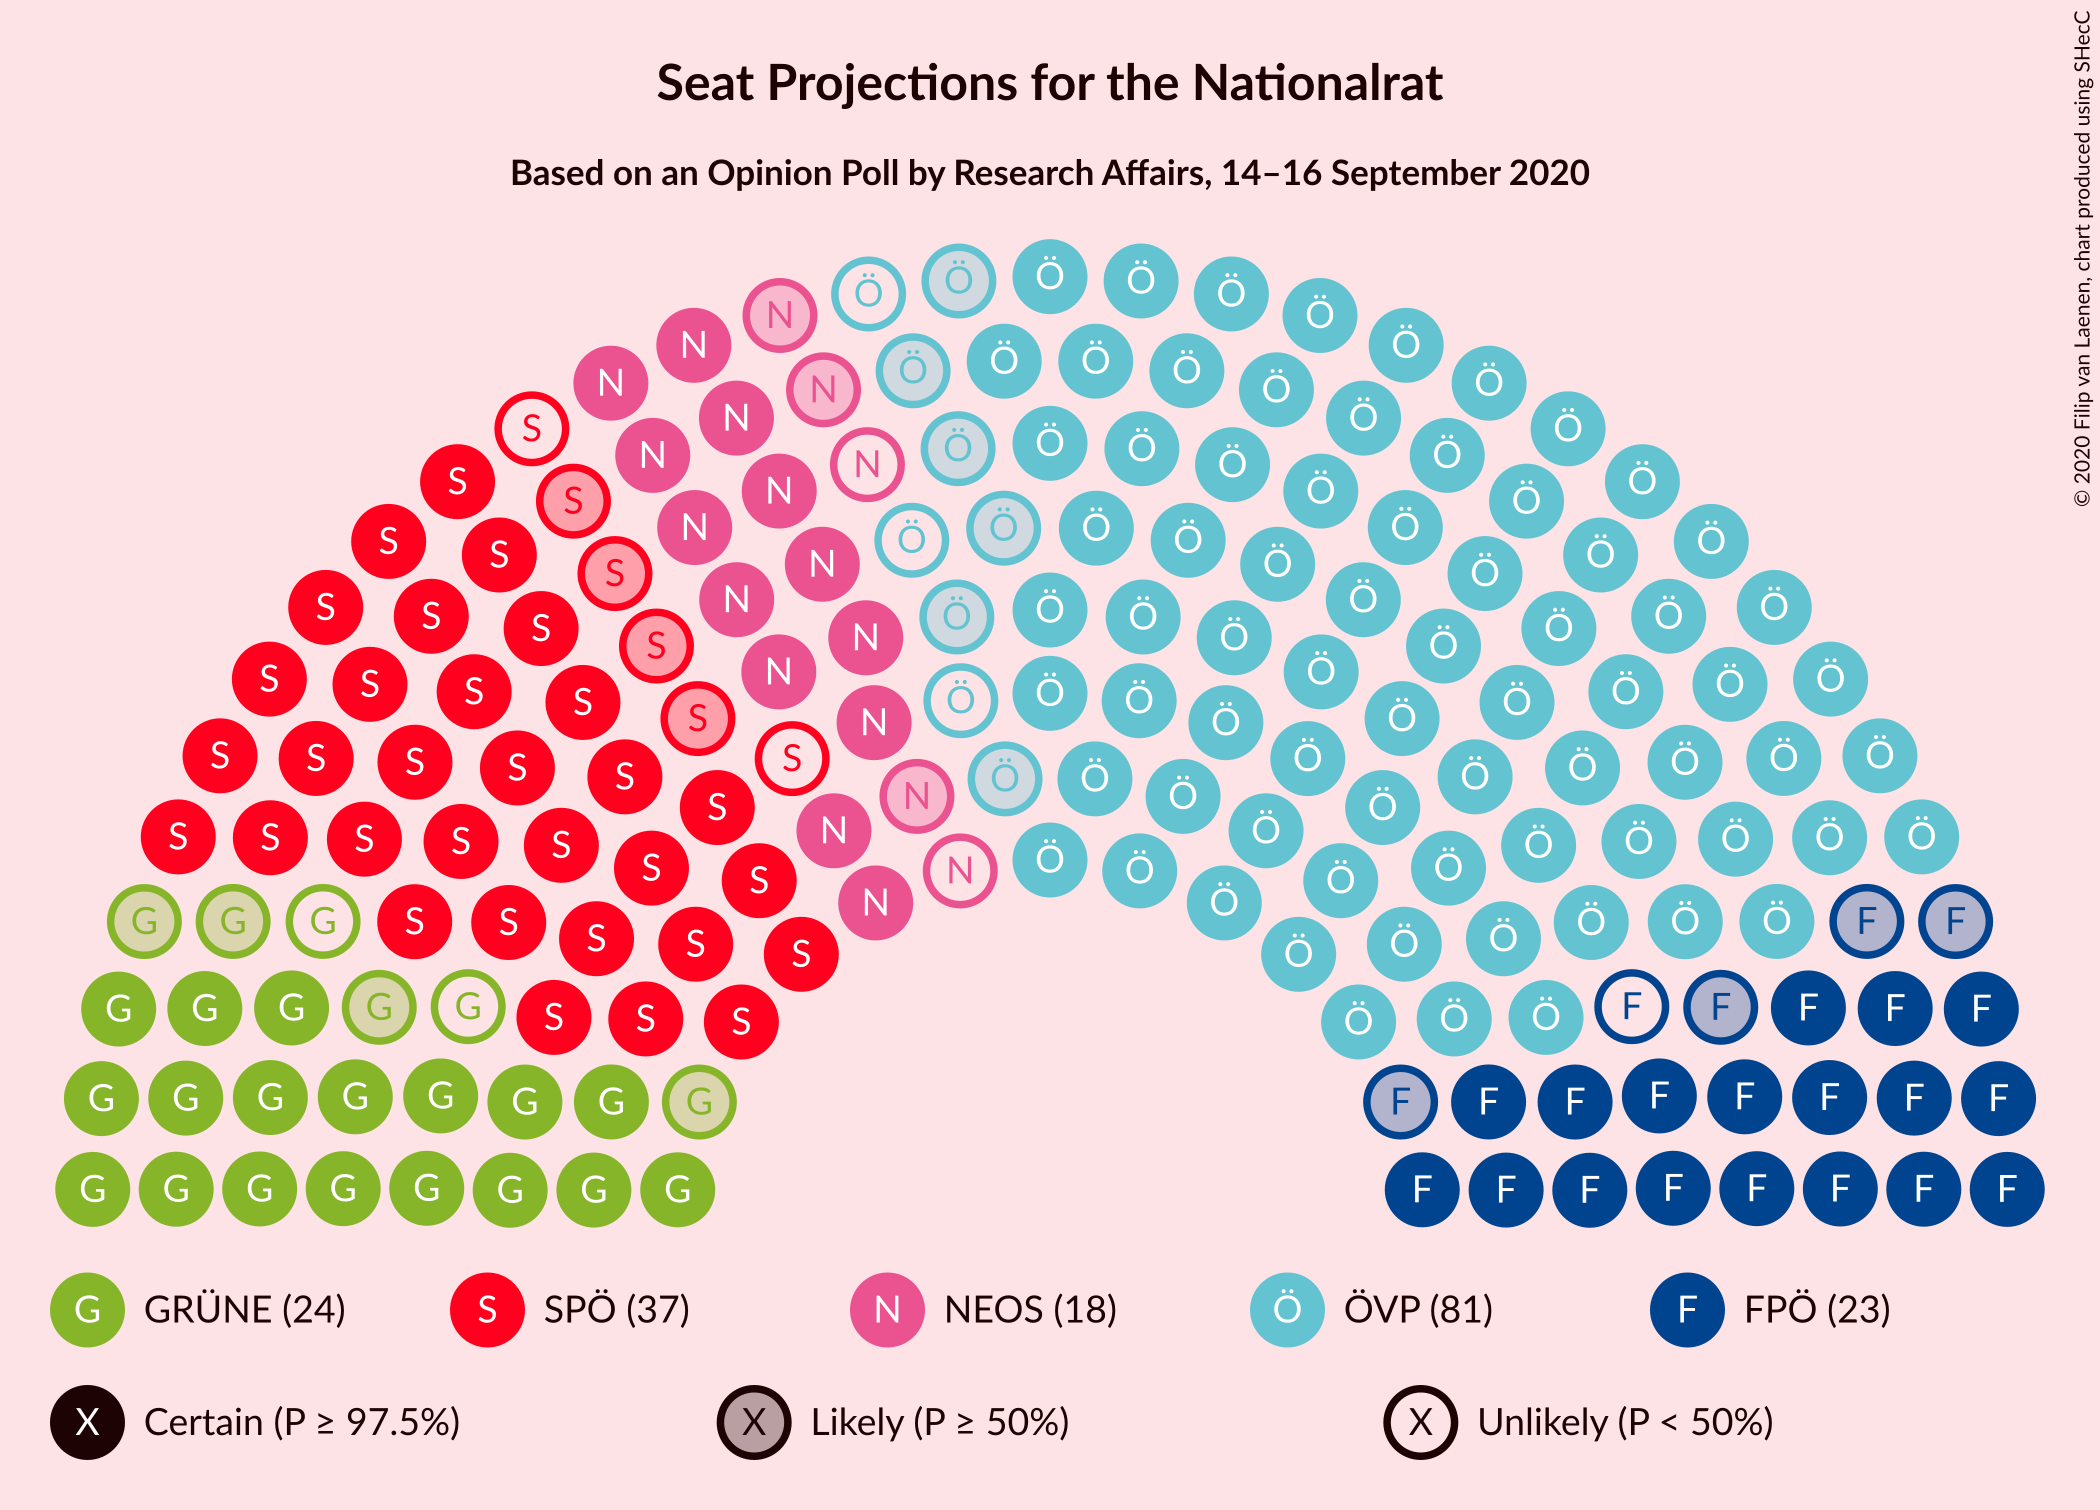 Seat Projections for the Nationalrat
Based on an Opinion Poll by Research Affairs, 14–16 September 2020
© 2020 Filip van Laenen, chart produced using SHecC
N Ö Ö Ö Ö Ö Ö Ö
N N Ö Ö Ö Ö Ö Ö
S N N N Ö Ö Ö Ö Ö Ö Ö
S S N N Ö Ö Ö Ö Ö Ö Ö
S S S N N Ö Ö Ö Ö Ö Ö Ö Ö
S S S S N N Ö Ö Ö Ö Ö Ö Ö Ö
S S S S S N N Ö Ö Ö Ö Ö Ö Ö Ö Ö
S S S S S S S N N Ö Ö Ö Ö Ö Ö Ö Ö Ö Ö
S S S S S S S N N Ö Ö Ö Ö Ö Ö Ö Ö Ö Ö
G G G S S S S S Ö Ö Ö Ö Ö Ö F F
G G G G G S S S Ö Ö Ö F F F F F
G G G G G G G G F F F F F F F F
G G G G G G G G F F F F F F F F
G GRÜNE (24) S SPÖ (37) N NEOS (18) Ö ÖVP (81) F FPÖ (23)
X Certain (P ≥ 97.5%) X Likely (P ≥ 50%) X Unlikely (P < 50%)